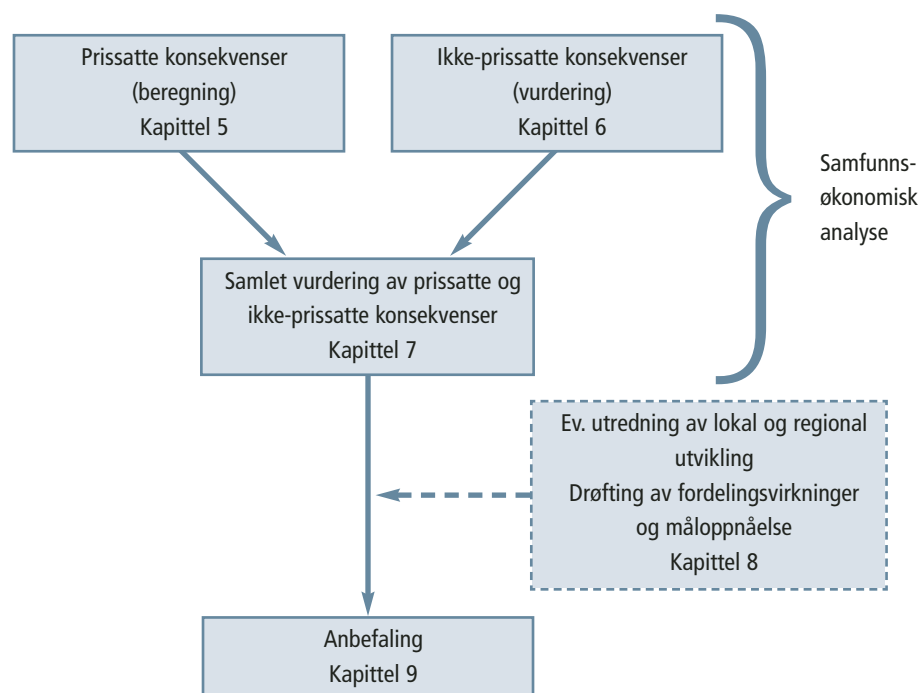 Prissatte konsekvenser
(beregning)
Kapittel 5
Ikke-prissatte konsekvenser
(vurdering)
Kapittel 6
Samfunns-
økonomisk
analyse
Samlet vurdering av prissatte og
ikke-prissatte konsekvenser
Kapittel 7
Ev. utredning av lokal og regional
utvikling
Drøfting av fordelingsvirkninger
og måloppnåelse
Kapittel 8
Anbefaling
Kapittel 9